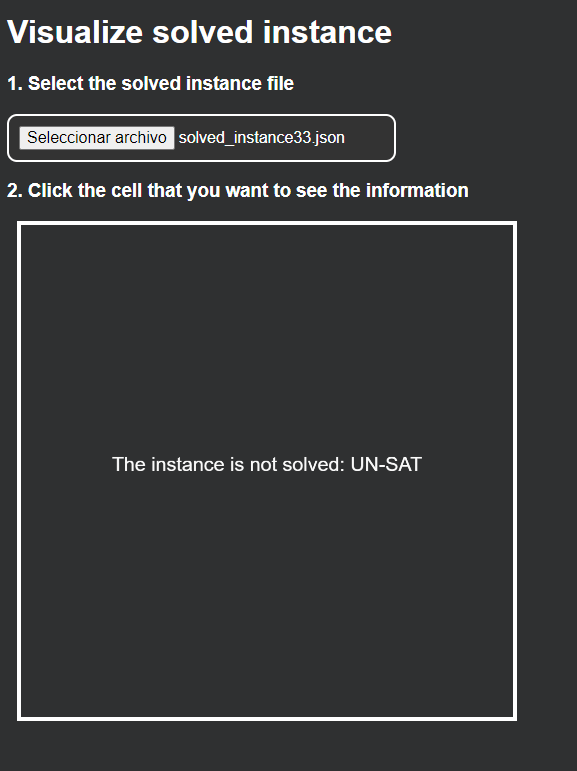 Visualize solved instance
1. Select the solved instance file
Seleccionar archivo solved_instance33.json
2. Click the cell that you want to see the information
The instance is not solved: UN-SAT